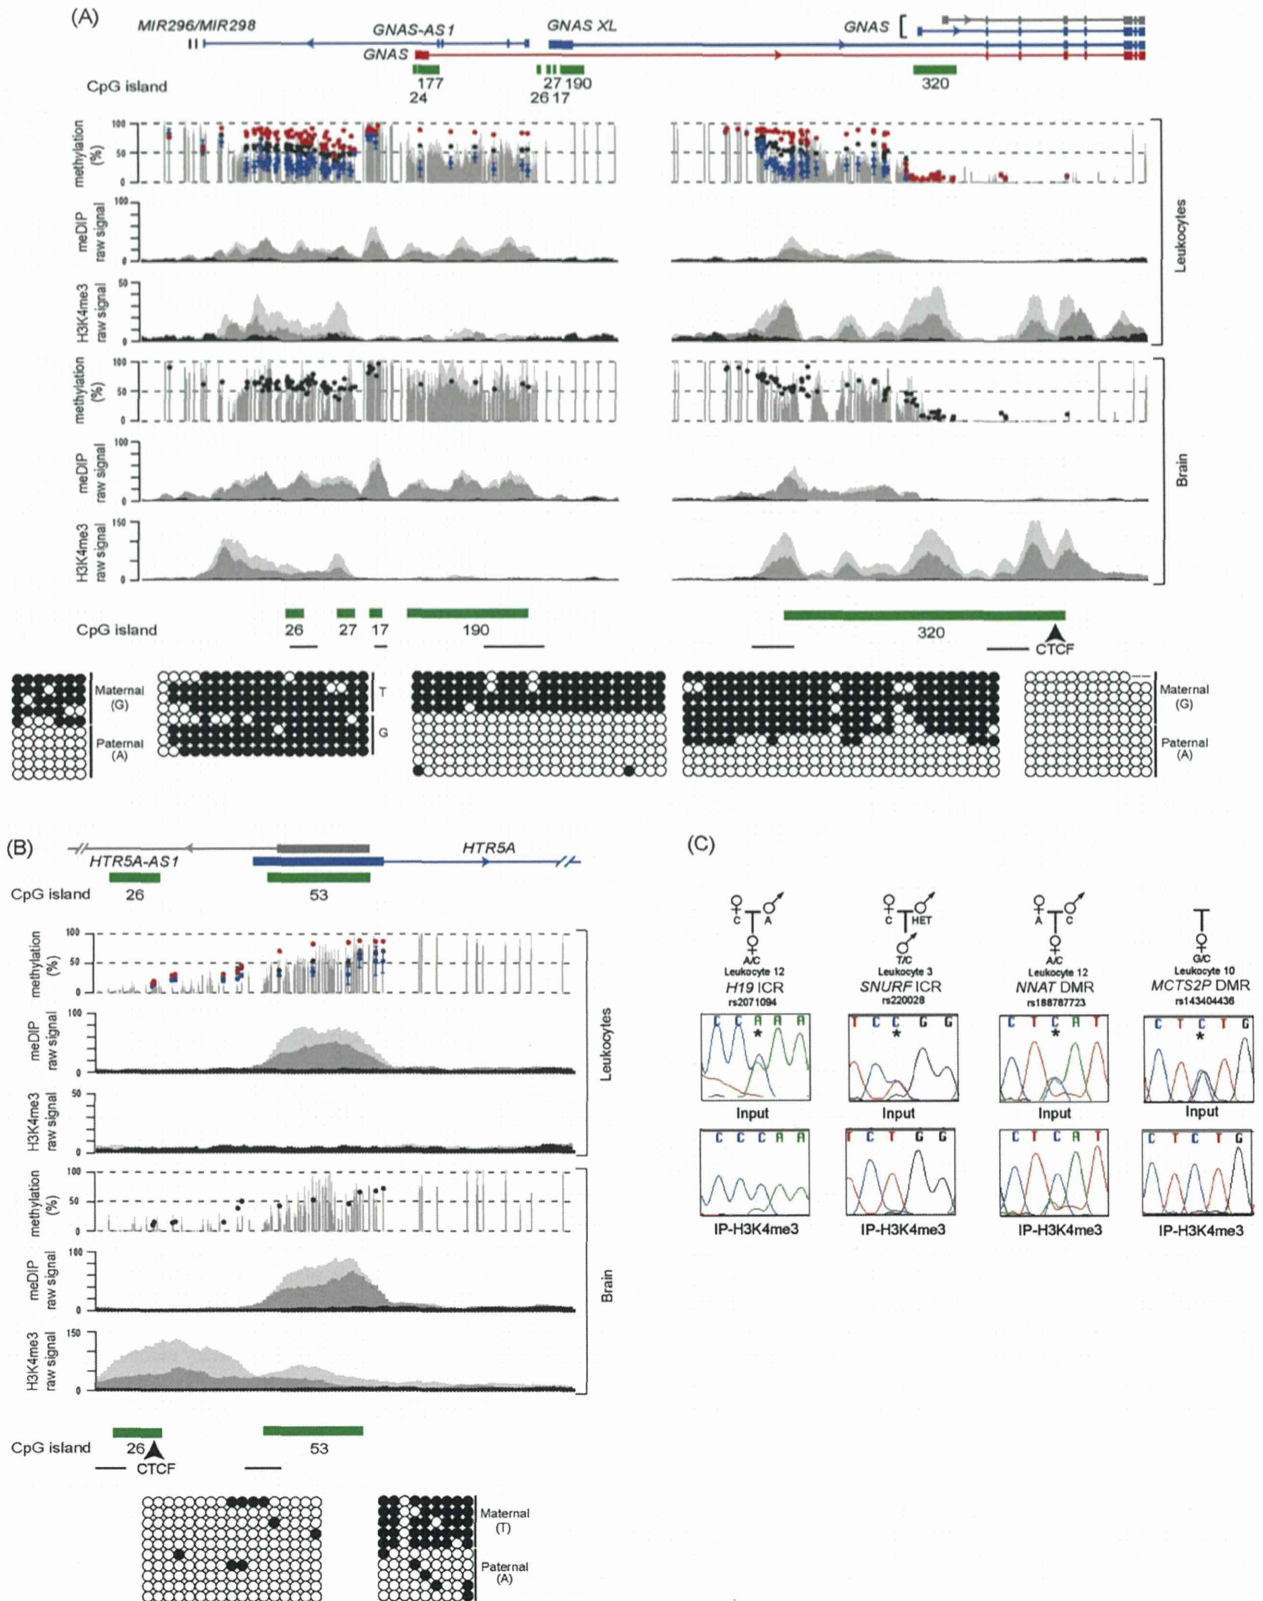 (A)
MIR296/MIR298
GNAS-AS1
GNAS XL
GNAS
GNAS
CpG island
177
24
27 190
26 17
320
methylation (%)
100
50
0
meDIP raw signal
100
0
H3K4me3 raw signal
50
0
Leukocytes
methylation (%)
100
50
0
meDIP raw signal
100
0
H3K4me3 raw signal
150
0
Brain
CpG island
26
27
17
190
320
CTCF
Maternal (G)
Paternal (A)
T
G
Maternal (G)
Paternal (A)
(B)
HTR5A-AS1
HTR5A
CpG island
26
53
methylation (%)
100
50
0
meDIP raw signal
100
0
H3K4me3 raw signal
50
0
Leukocytes
methylation (%)
100
50
0
meDIP raw signal
100
0
H3K4me3 raw signal
150
0
Brain
CpG island
26
53
CTCF
Maternal (T)
Paternal (A)
(C)
♀ ♂
C A
♀
A/C
Leukocyte 12
H19 ICR
rs2071094
C C A A A
*
Input
C C C A A
IP-H3K4me3
♀ ♂
C HET
♂
T/C
Leukocyte 3
SNURF ICR
rs220028
T C C G G
*
Input
T C T G G
IP-H3K4me3
♀ ♂
A C
♀
A/C
Leukocyte 12
NNAT DMR
rs188787723
C T C A T
*
Input
C T C A T
IP-H3K4me3
♀
G/C
Leukocyte 10
MCTS2P DMR
rs143404436
C T C T G
*
Input
C T C T G
IP-H3K4me3